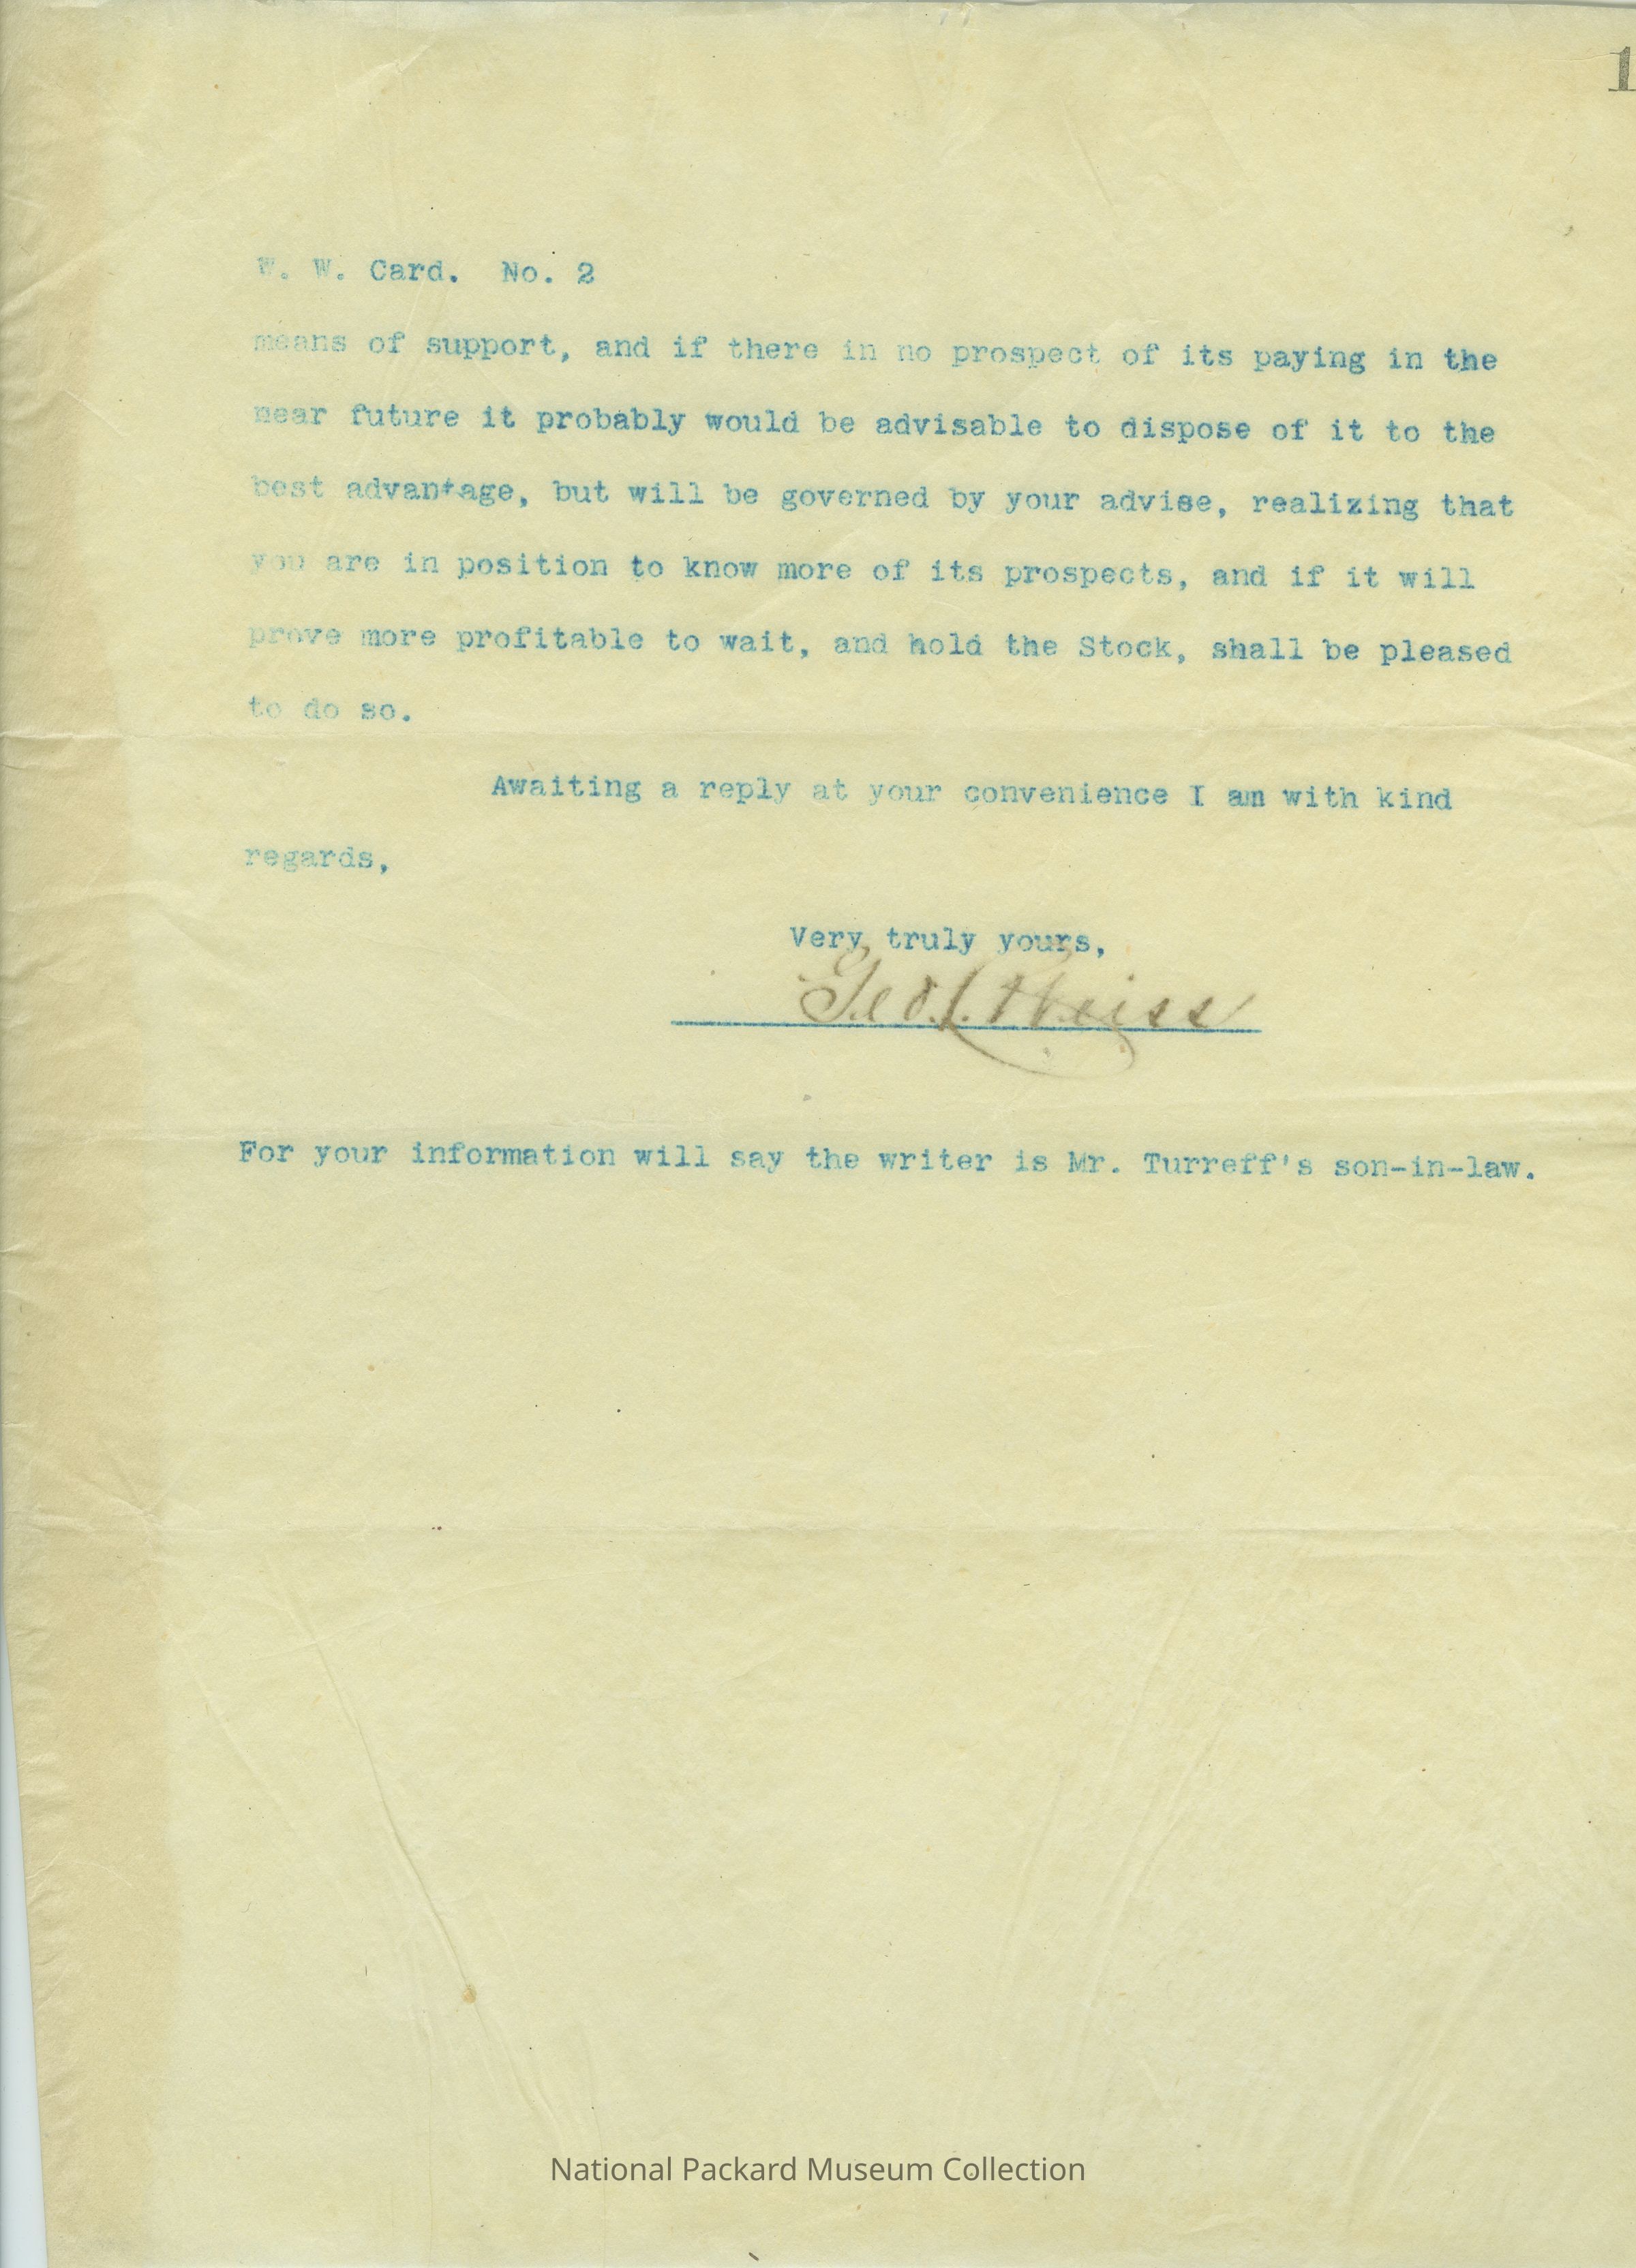 1
W. W. Card. No. 2
means of support, and if there in no prospect of its paying in the
near future it probably would be advisable to dispose of it to the
best advantage, but will be governed by your advise, realizing that
you are in position to know more of its prospects, and if it will
prove more profitable to wait, and hold the Stock, shall be pleased
to do so.
Awaiting a reply at your convenience I am with kind
regards,
Very truly yours,
Geo. L. Weiss
For your information will say the writer is Mr. Turreff's son-in-law.
National Packard Museum Collection